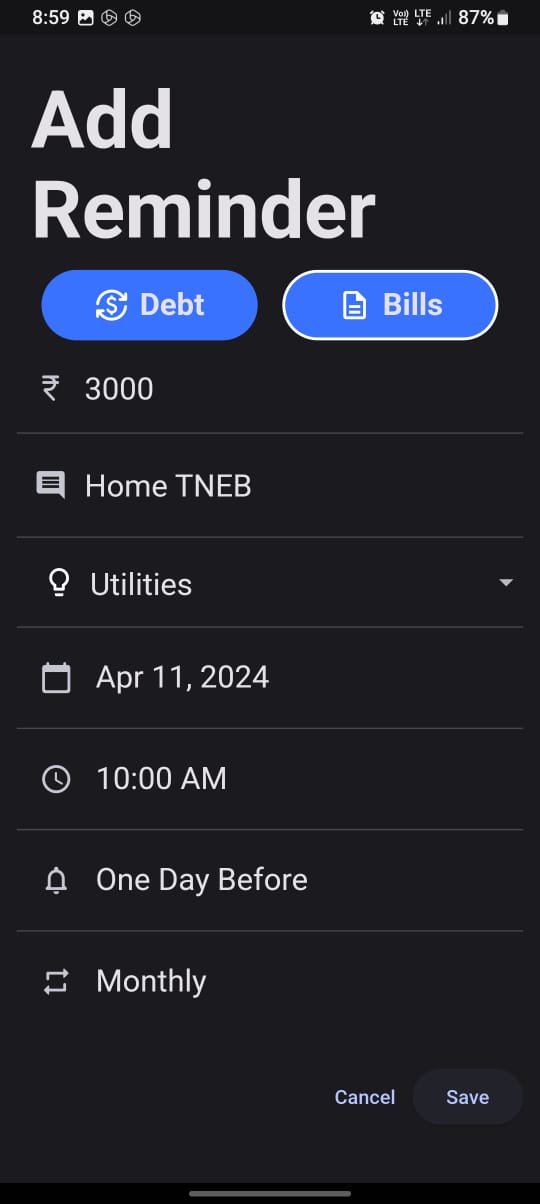 8:59 Vo) LTE LTE 87%
Add
Reminder
Debt Bills
₹ 3000
Home TNEB
Utilities
Apr 11, 2024
10:00 AM
One Day Before
Monthly
Cancel Save